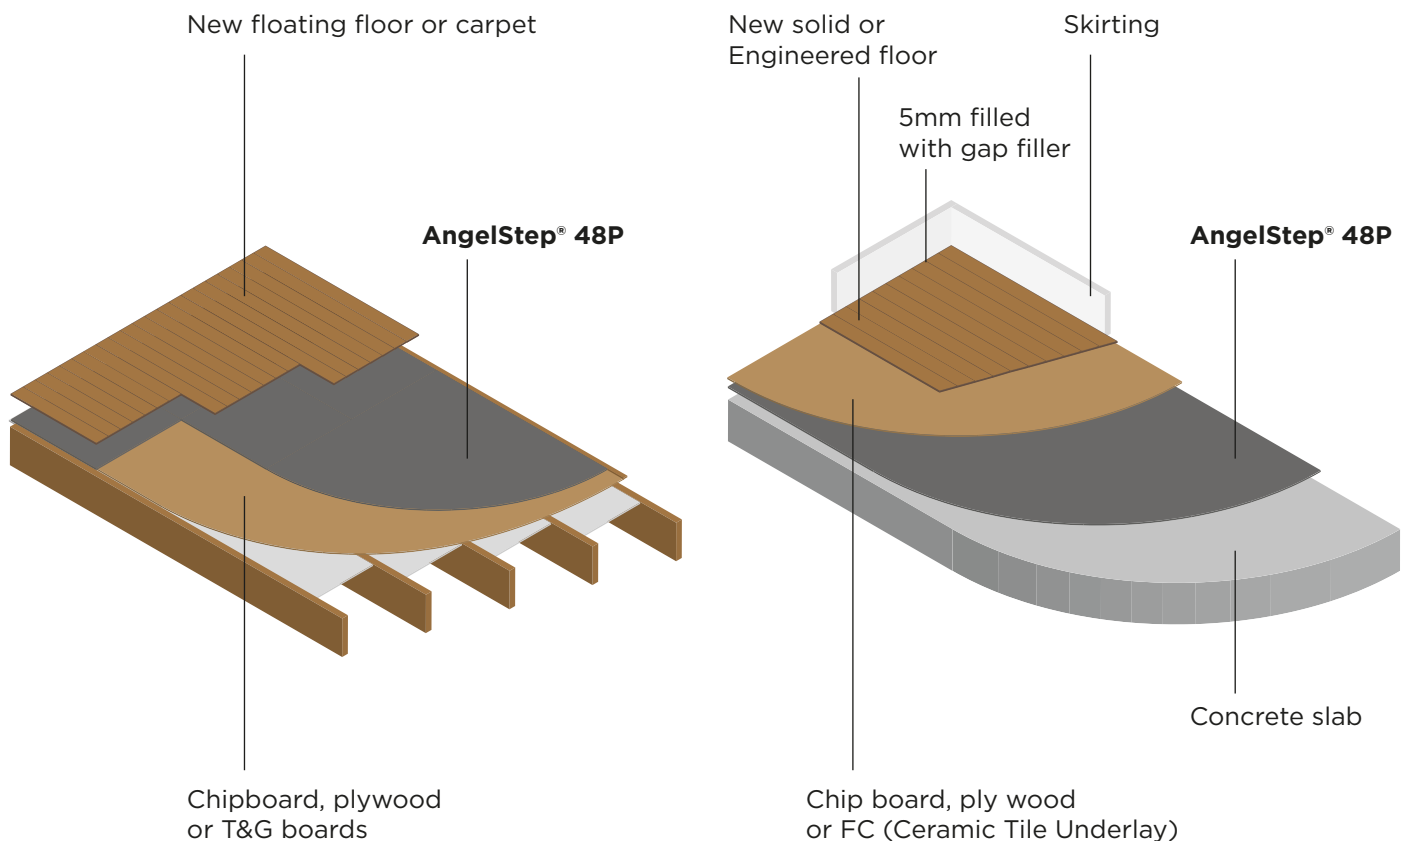 New floating floor or carpet
AngelStep® 48P
Chipboard, plywood
or T&G boards
New solid or
Engineered floor
Skirting
5mm filled
with gap filler
AngelStep® 48P
Concrete slab
Chip board, ply wood
or FC (Ceramic Tile Underlay)